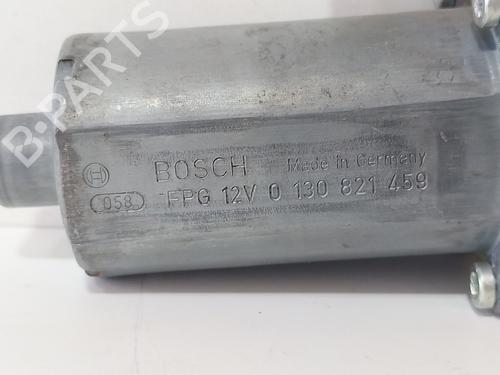 B-PARTS
BOSCH Made in Germany
058 FPG 12V 0 130 821 459